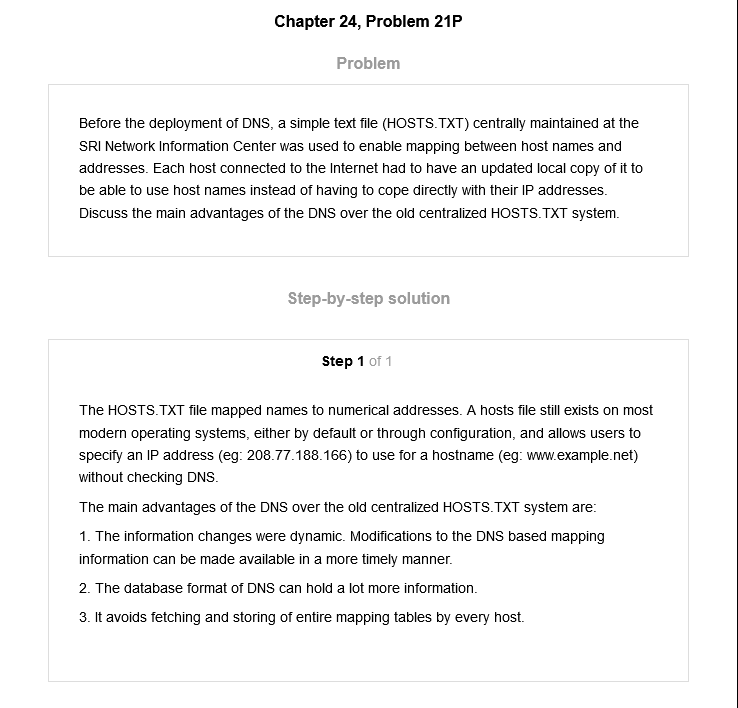 Chapter 24, Problem 21P
Problem
Before the deployment of DNS, a simple text file (HOSTS.TXT) centrally maintained at the
SRI Network Information Center was used to enable mapping between host names and
addresses. Each host connected to the Internet had to have an updated local copy of it to
be able to use host names instead of having to cope directly with their IP addresses.
Discuss the main advantages of the DNS over the old centralized HOSTS.TXT system.
Step-by-step solution
Step 1 of 1
The HOSTS.TXT file mapped names to numerical addresses. A hosts file still exists on most
modern operating systems, either by default or through configuration, and allows users to
specify an IP address (eg: 208.77.188.166) to use for a hostname (eg: www.example.net)
without checking DNS.
The main advantages of the DNS over the old centralized HOSTS.TXT system are:
1. The information changes were dynamic. Modifications to the DNS based mapping
information can be made available in a more timely manner.
2. The database format of DNS can hold a lot more information.
3. It avoids fetching and storing of entire mapping tables by every host.